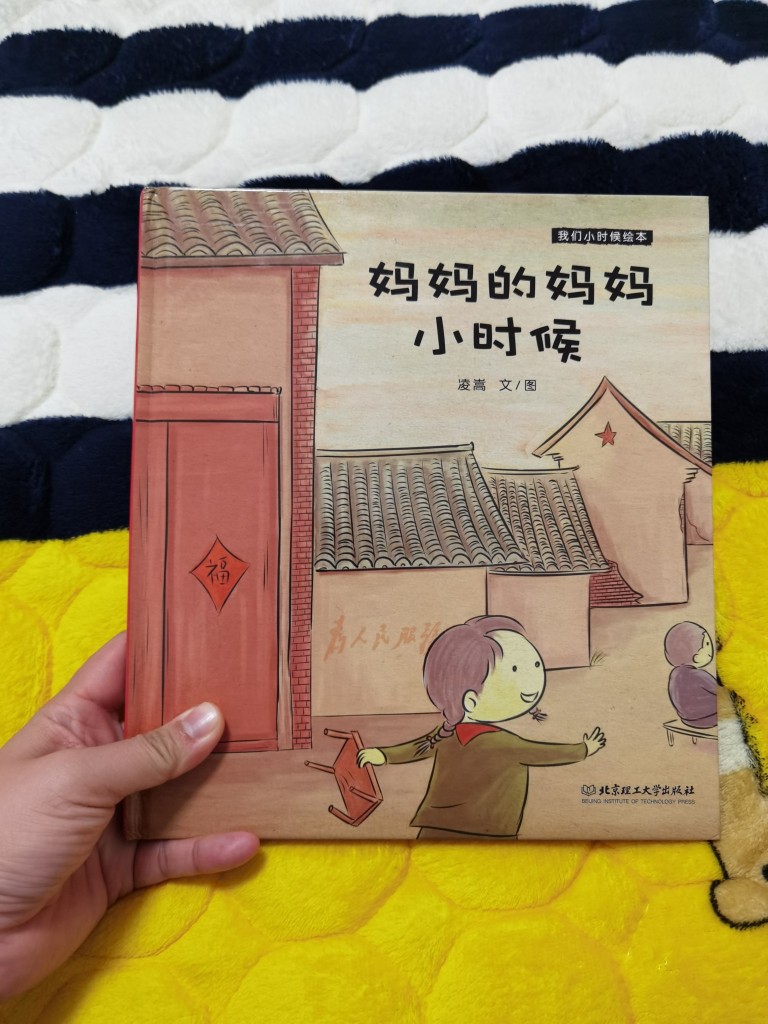 我们小时候绘本
妈妈的妈妈
小时候
凌嵩 文/图
福
为人民服务
北京理工大学出版社
BEIJING INSTITUTE OF TECHNOLOGY PRESS